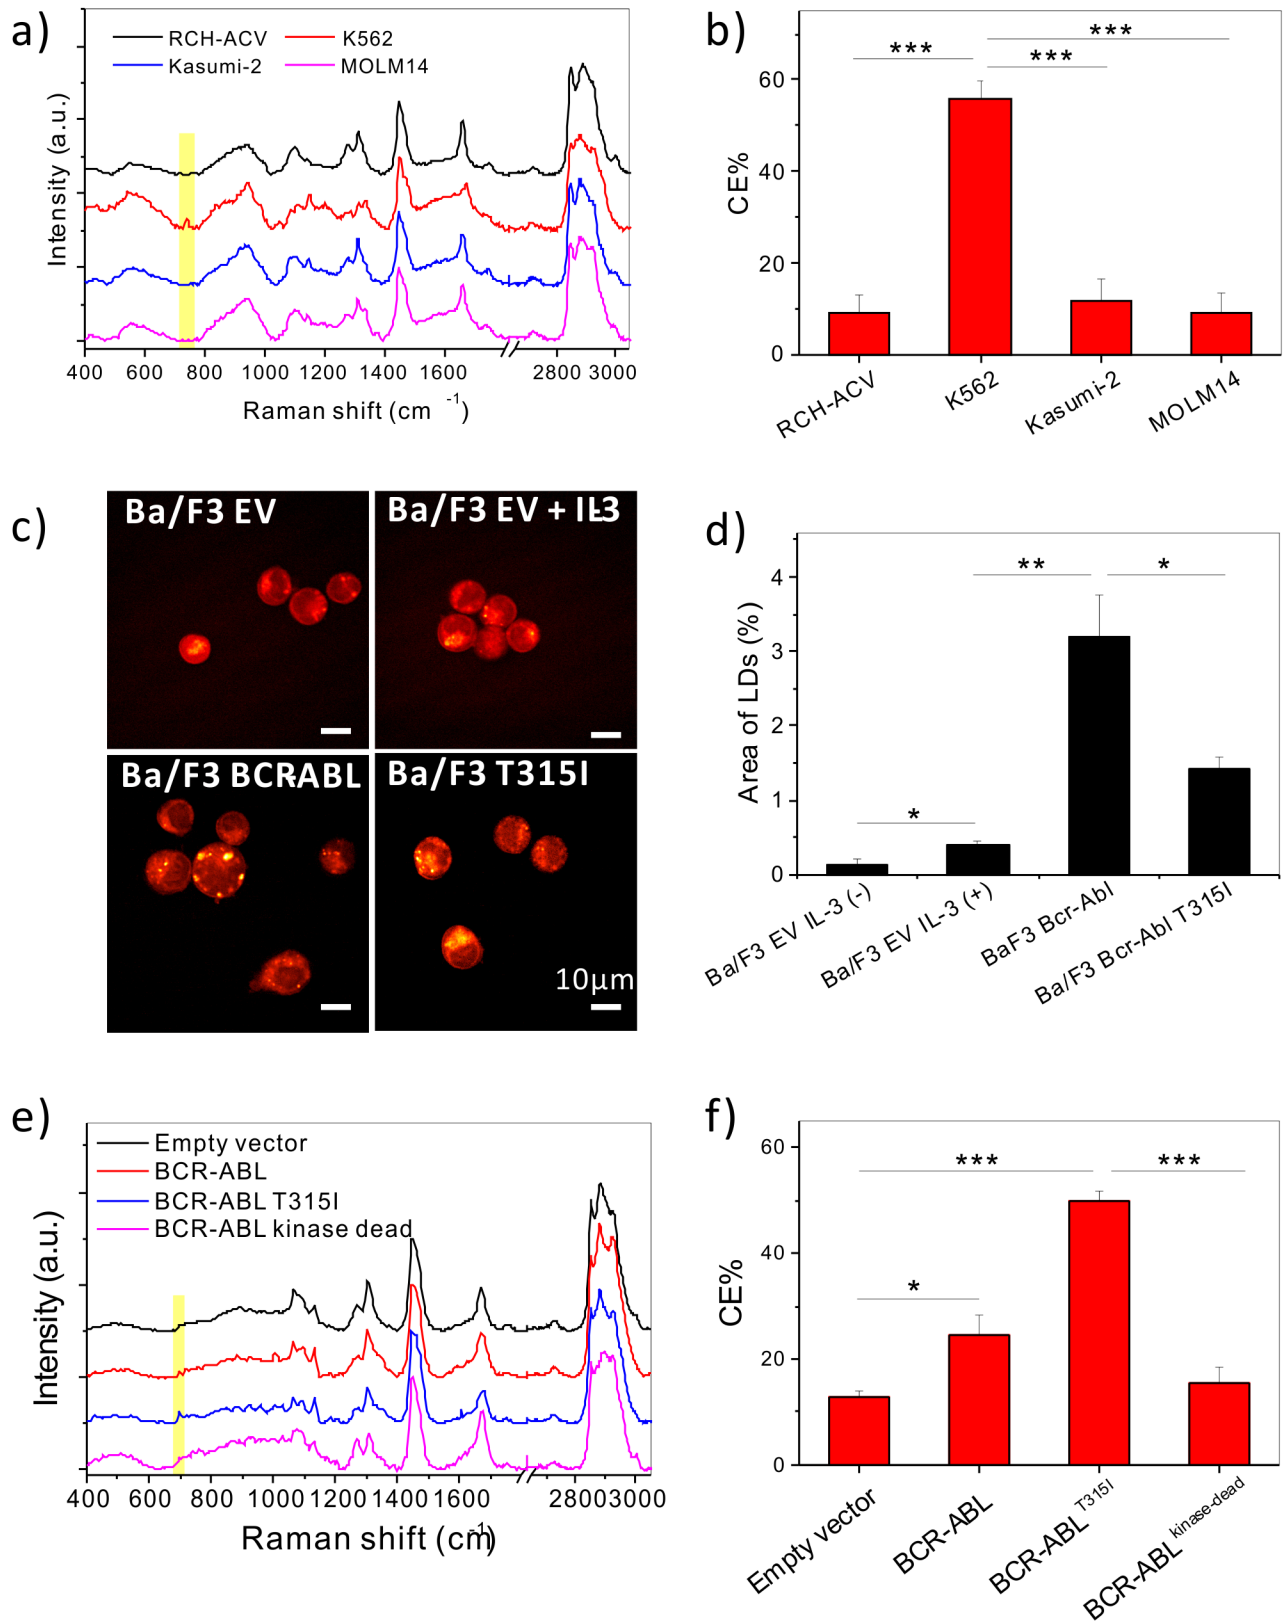 a)
RCH-ACV
K562
Kasumi-2
MOLM14
Intensity (a.u.)
400 600 800 1000 1200 1400 1600 2800 3000
Raman shift (cm -1)
b)
***
***
***
CE%
60
40
20
0
RCH-ACV
K562
Kasumi-2
MOLM14
c)
Ba/F3 EV
Ba/F3 EV + IL-3
Ba/F3 BCR-ABL
Ba/F3 T315I
10μm
d)
**
*
*
Area of LDs (%)
4
3
2
1
0
Ba/F3 EV IL-3 (-)
Ba/F3 EV IL-3 (+)
BaF3 Bcr-Abl
Ba/F3 Bcr-Abl T315I
e)
Empty vector
BCR-ABL
BCR-ABL T315I
BCR-ABL kinase dead
Intensity (a.u.)
400 600 800 1000 1200 1400 1600 2800 3000
Raman shift (cm-1)
f)
***
***
*
CE%
60
40
20
0
Empty vector
BCR-ABL
BCR-ABL T315I
BCR-ABL kinase-dead